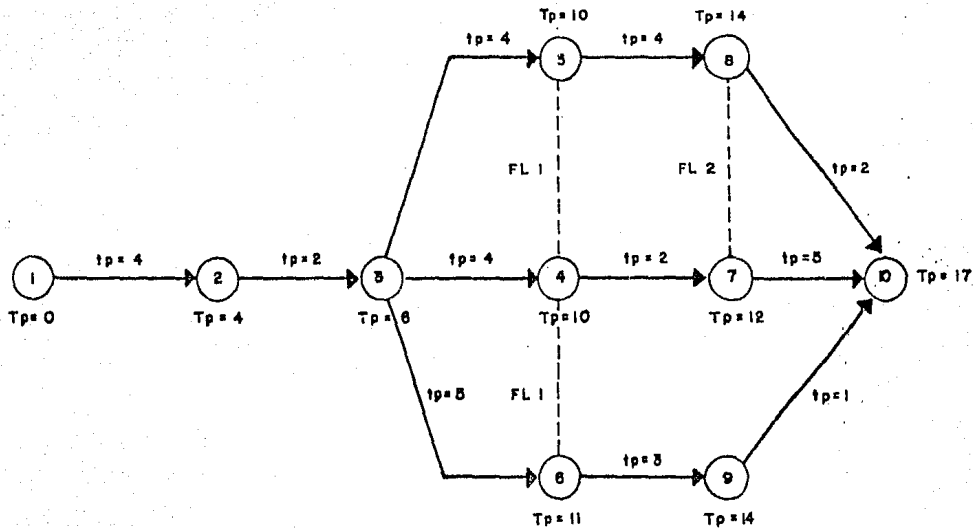 Tp=10
Tp=14
tp=4
5
tp=4
8
FL 1
FL 2
tp=2
1
tp=4
2
tp=2
3
tp=4
4
tp=2
7
tp=5
10
Tp=17
Tp=0
Tp=4
Tp=6
Tp=10
Tp=12
tp=5
FL 1
tp=1
6
tp=3
9
Tp=11
Tp=14